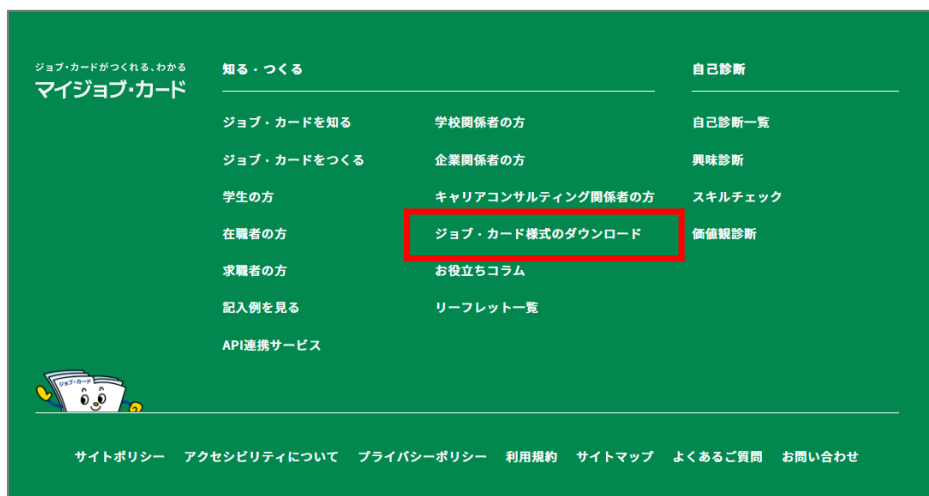 ジョブ・カードがつくれる、わかる
マイジョブ・カード
知る・つくる
ジョブ・カードを知る
ジョブ・カードをつくる
学生の方
在職者の方
求職者の方
記入例を見る
API連携サービス
学校関係者の方
企業関係者の方
キャリアコンサルティング関係者の方
ジョブ・カード様式のダウンロード
お役立ちコラム
リーフレット一覧
自己診断
自己診断一覧
興味診断
スキルチェック
価値観診断
ジョブ・カード
サイトポリシー アクセシビリティについて プライバシーポリシー 利用規約 サイトマップ よくあるご質問 お問い合わせ